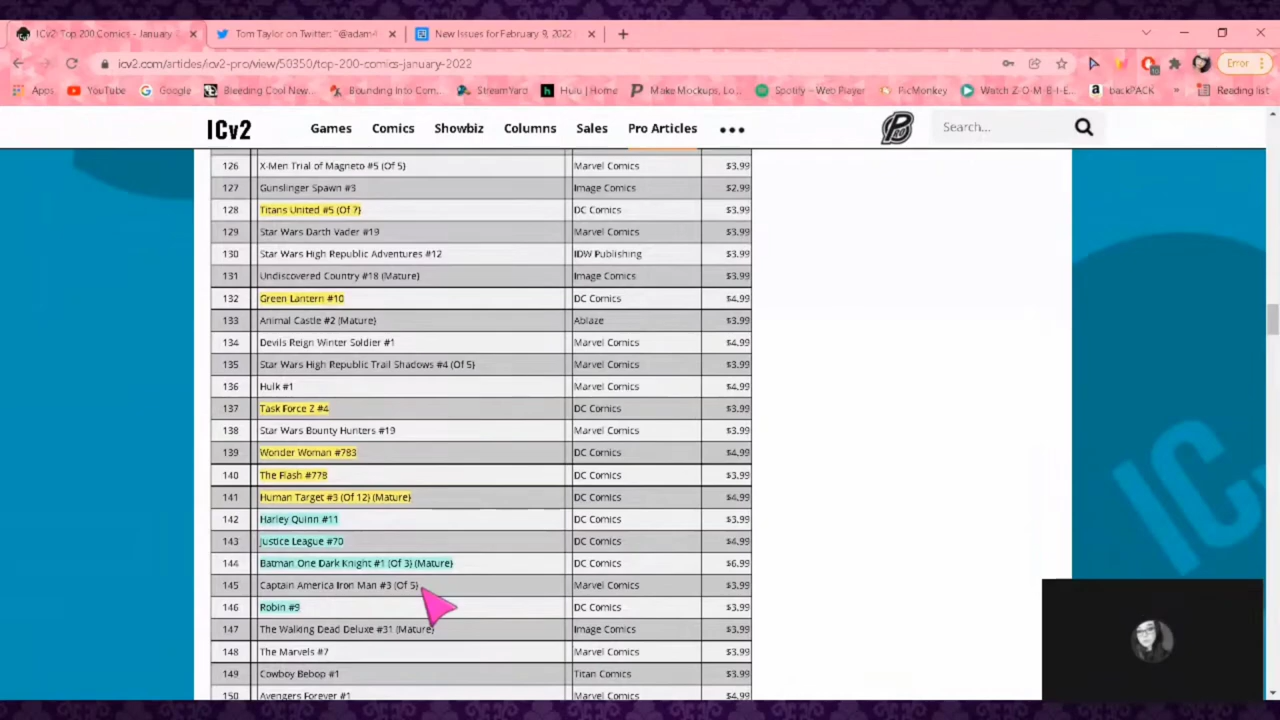 ICv2: Top 200 Comics - January 2
Tom Taylor on Twitter: "@adam4
New Issues for February 9, 2022
icv2.com/articles/icv2-pro/view/50350/top-200-comics-january-2022
Error
Apps YouTube Google Bleeding Cool New... Bounding Into Com... StreamYard Hulu | Home Make Mockups, Lo... Spotify – Web Player PicMonkey Watch Z-O-M-B-I-E... backPACK » Reading list
ICv2 Games Comics Showbiz Columns Sales Pro Articles ••• PRO Search...
126 X-Men Trial of Magneto #5 (Of 5) Marvel Comics $3.99
127 Gunslinger Spawn #3 Image Comics $2.99
128 Titans United #5 (Of 7) DC Comics $3.99
129 Star Wars Darth Vader #19 Marvel Comics $3.99
130 Star Wars High Republic Adventures #12 IDW Publishing $3.99
131 Undiscovered Country #18 (Mature) Image Comics $3.99
132 Green Lantern #10 DC Comics $4.99
133 Animal Castle #2 (Mature) Ablaze $3.99
134 Devils Reign Winter Soldier #1 Marvel Comics $4.99
135 Star Wars High Republic Trail Shadows #4 (Of 5) Marvel Comics $3.99
136 Hulk #1 Marvel Comics $4.99
137 Task Force Z #4 DC Comics $3.99
138 Star Wars Bounty Hunters #19 Marvel Comics $3.99
139 Wonder Woman #783 DC Comics $4.99
140 The Flash #778 DC Comics $3.99
141 Human Target #3 (Of 12) (Mature) DC Comics $4.99
142 Harley Quinn #11 DC Comics $3.99
143 Justice League #70 DC Comics $4.99
144 Batman One Dark Knight #1 (Of 3) (Mature) DC Comics $6.99
145 Captain America Iron Man #3 (Of 5) Marvel Comics $3.99
146 Robin #9 DC Comics $3.99
147 The Walking Dead Deluxe #31 (Mature) Image Comics $3.99
148 The Marvels #7 Marvel Comics $3.99
149 Cowboy Bebop #1 Titan Comics $3.99
150 Avengers Forever #1 Marvel Comics $4.99
IC